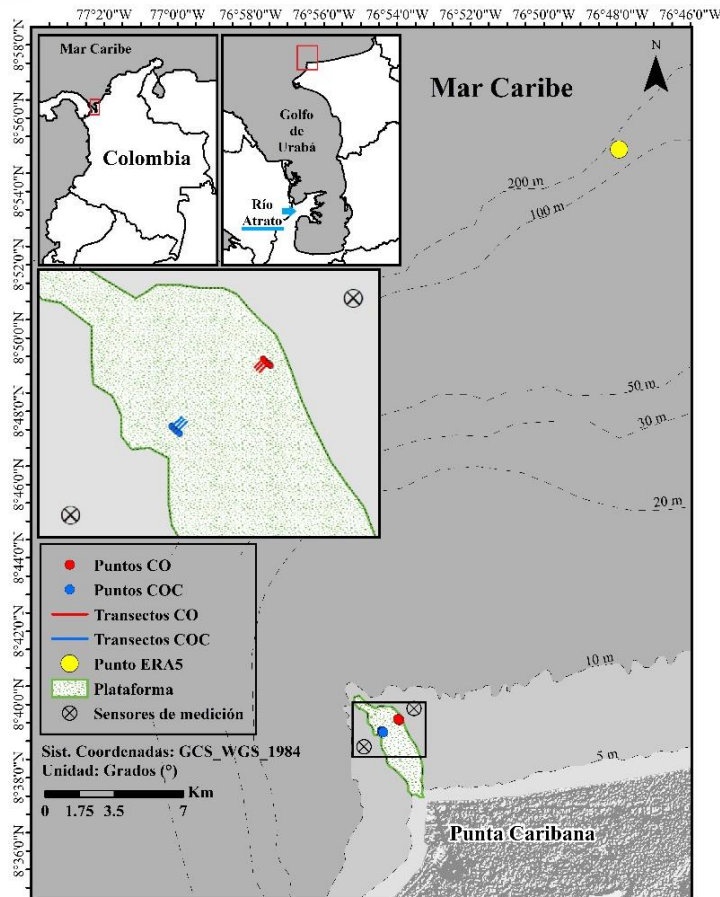 77°2'0"W 77°0'0"W 76°58'0"W 76°56'0"W 76°54'0"W 76°52'0"W 76°50'0"W 76°48'0"W 76°46'0"W
8°58'0"N
8°56'0"N
8°54'0"N
8°52'0"N
8°50'0"N
8°48'0"N
8°46'0"N
8°44'0"N
8°42'0"N
8°40'0"N
8°38'0"N
8°36'0"N
Mar Caribe
Colombia
Golfo
de
Urabá
Río
Atrato
Mar Caribe
N
200 m
100 m
50 m
30 m
20 m
10 m
5 m
Puntos CO
Puntos COC
Transectos CO
Transectos COC
Punto ERA5
Plataforma
Sensores de medición
Sist. Coordenadas: GCS_WGS_1984
Unidad: Grados (°)
Km
0 1.75 3.5 7
Punta Caribana